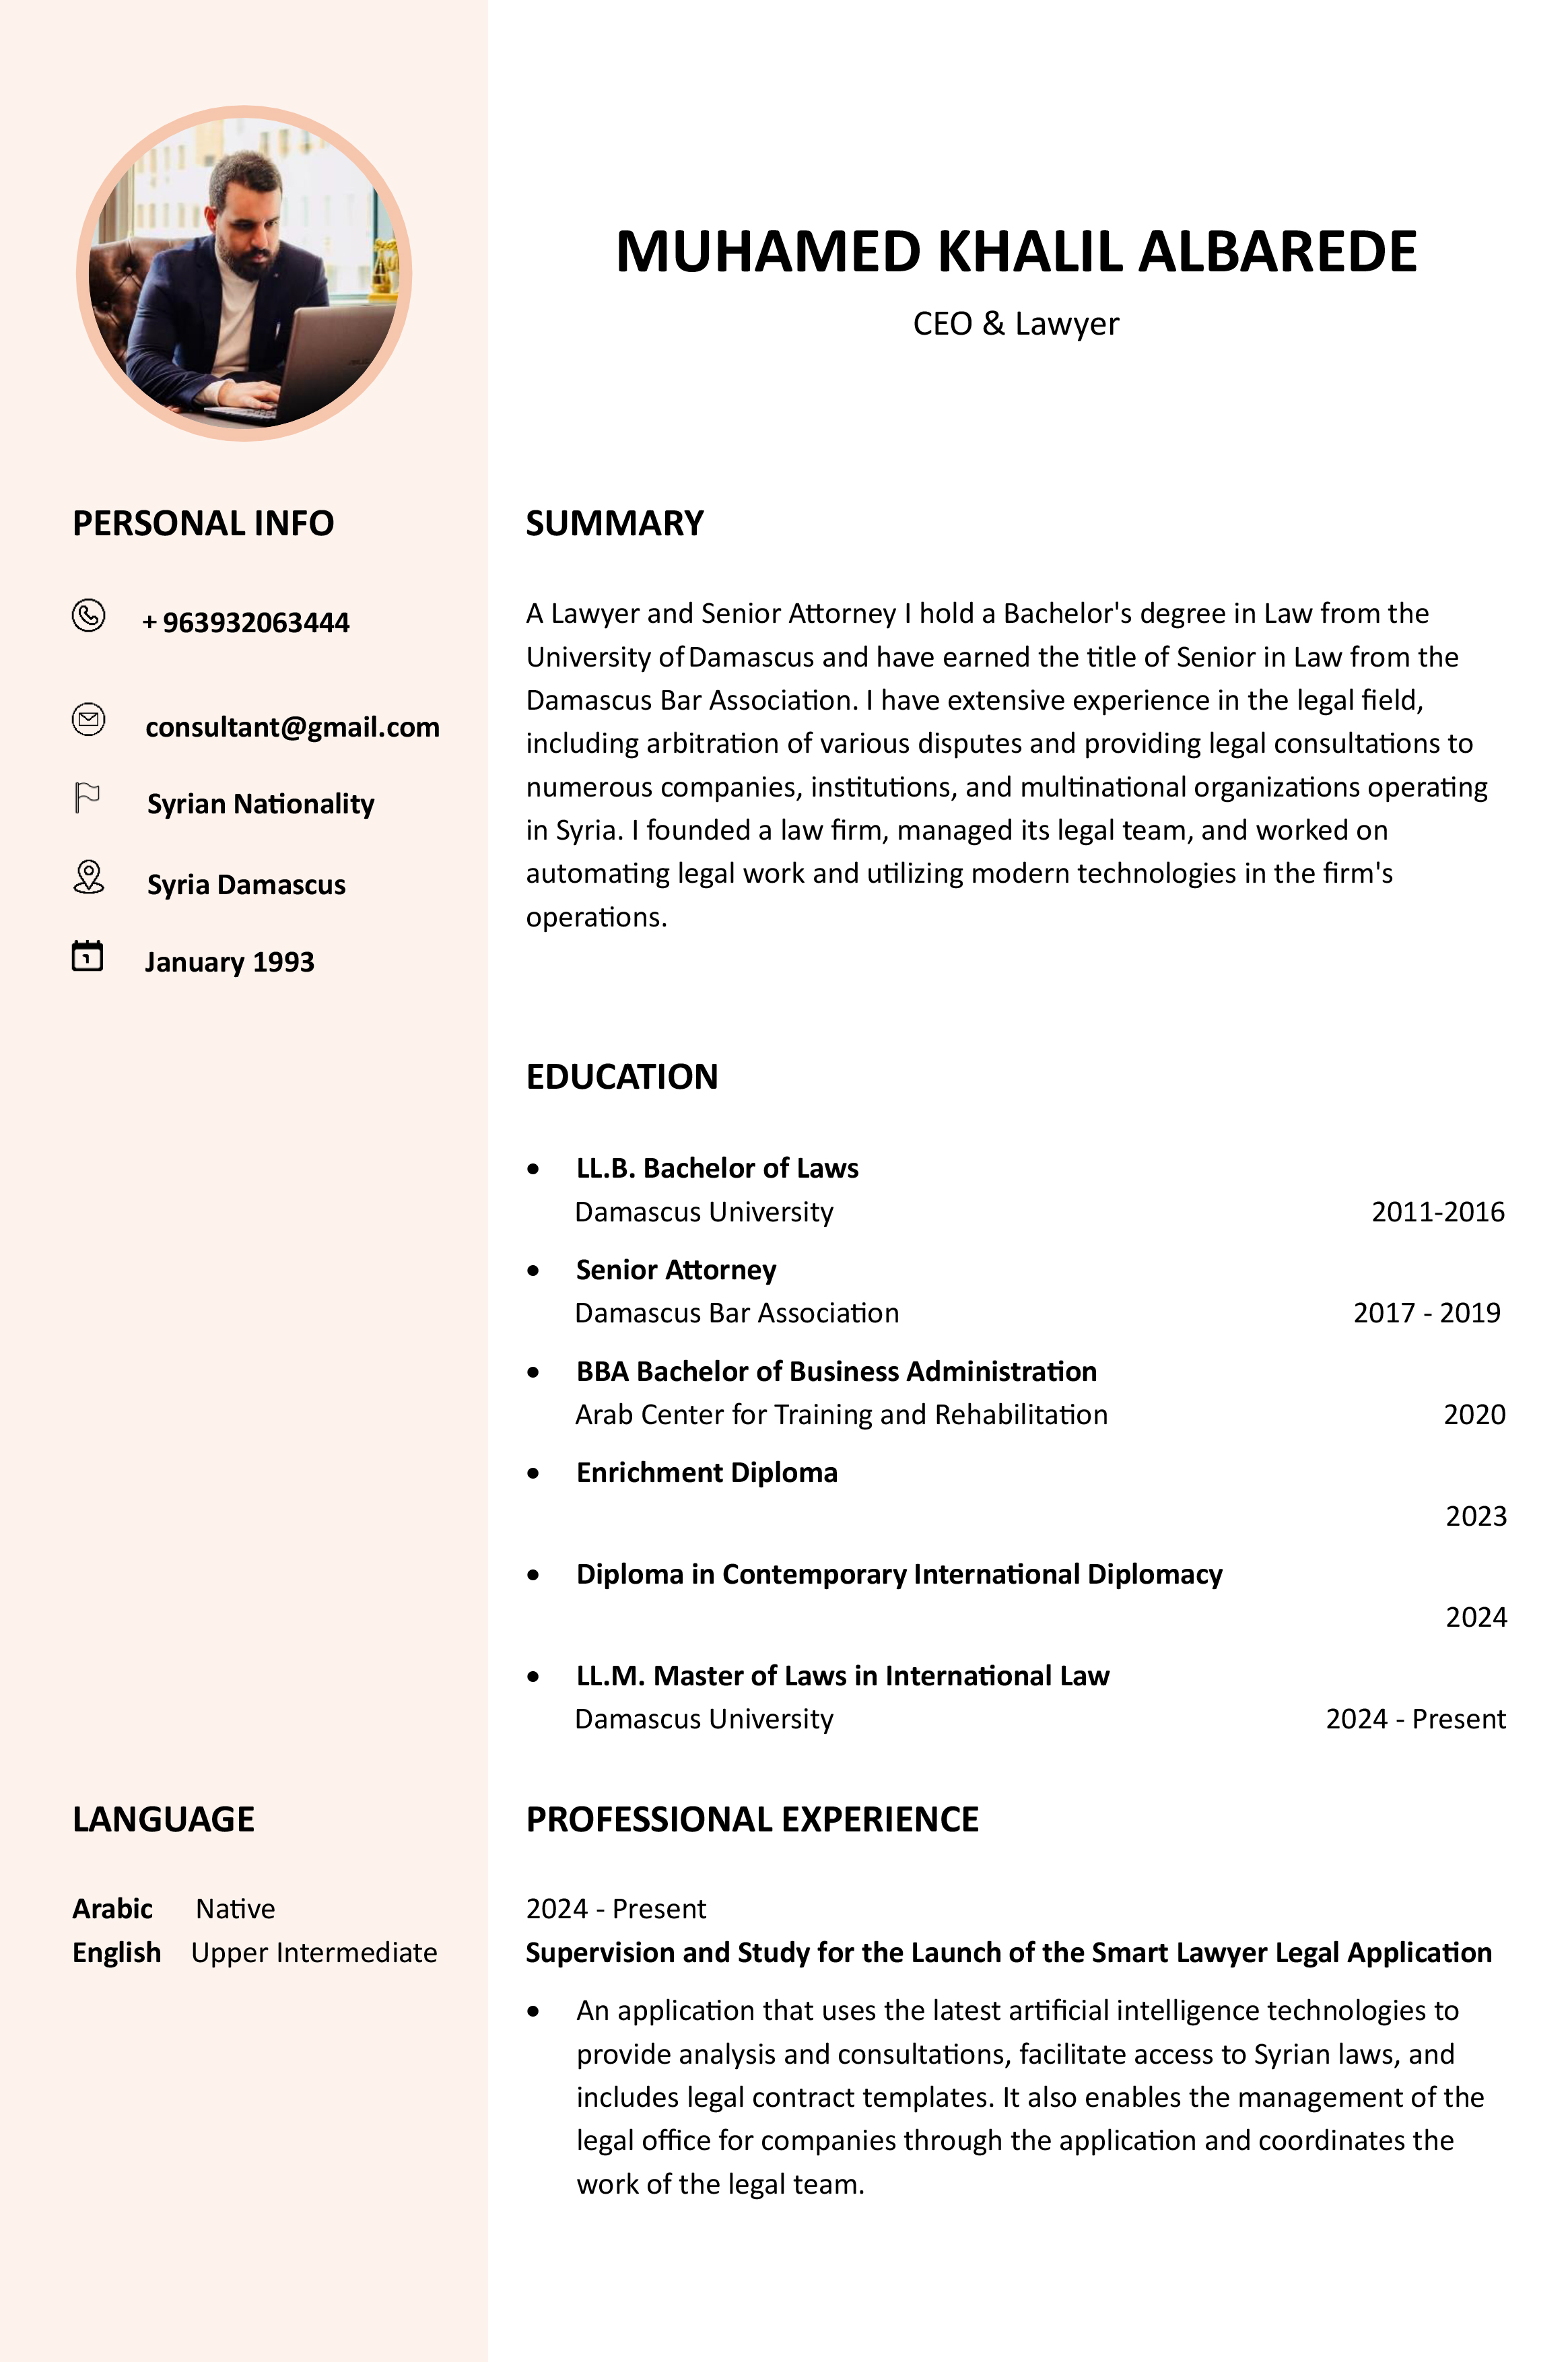 MUHAMED KHALIL ALBAREDE
CEO & Lawyer
PERSONAL INFO
+ 963932063444
consultant@gmail.com
Syrian Nationality
Syria Damascus
January 1993
SUMMARY
A Lawyer and Senior Attorney I hold a Bachelor's degree in Law from the
University of Damascus and have earned the title of Senior in Law from the
Damascus Bar Association. I have extensive experience in the legal field,
including arbitration of various disputes and providing legal consultations to
numerous companies, institutions, and multinational organizations operating
in Syria. I founded a law firm, managed its legal team, and worked on
automating legal work and utilizing modern technologies in the firm's
operations.
EDUCATION
• LL.B. Bachelor of Laws
Damascus University 2011-2016
• Senior Attorney
Damascus Bar Association 2017 - 2019
• BBA Bachelor of Business Administration
Arab Center for Training and Rehabilitation 2020
• Enrichment Diploma
2023
• Diploma in Contemporary International Diplomacy
2024
• LL.M. Master of Laws in International Law
Damascus University 2024 - Present
LANGUAGE
Arabic Native
English Upper Intermediate
PROFESSIONAL EXPERIENCE
2024 - Present
Supervision and Study for the Launch of the Smart Lawyer Legal Application
• An application that uses the latest artificial intelligence technologies to
provide analysis and consultations, facilitate access to Syrian laws, and
includes legal contract templates. It also enables the management of the
legal office for companies through the application and coordinates the
work of the legal team.